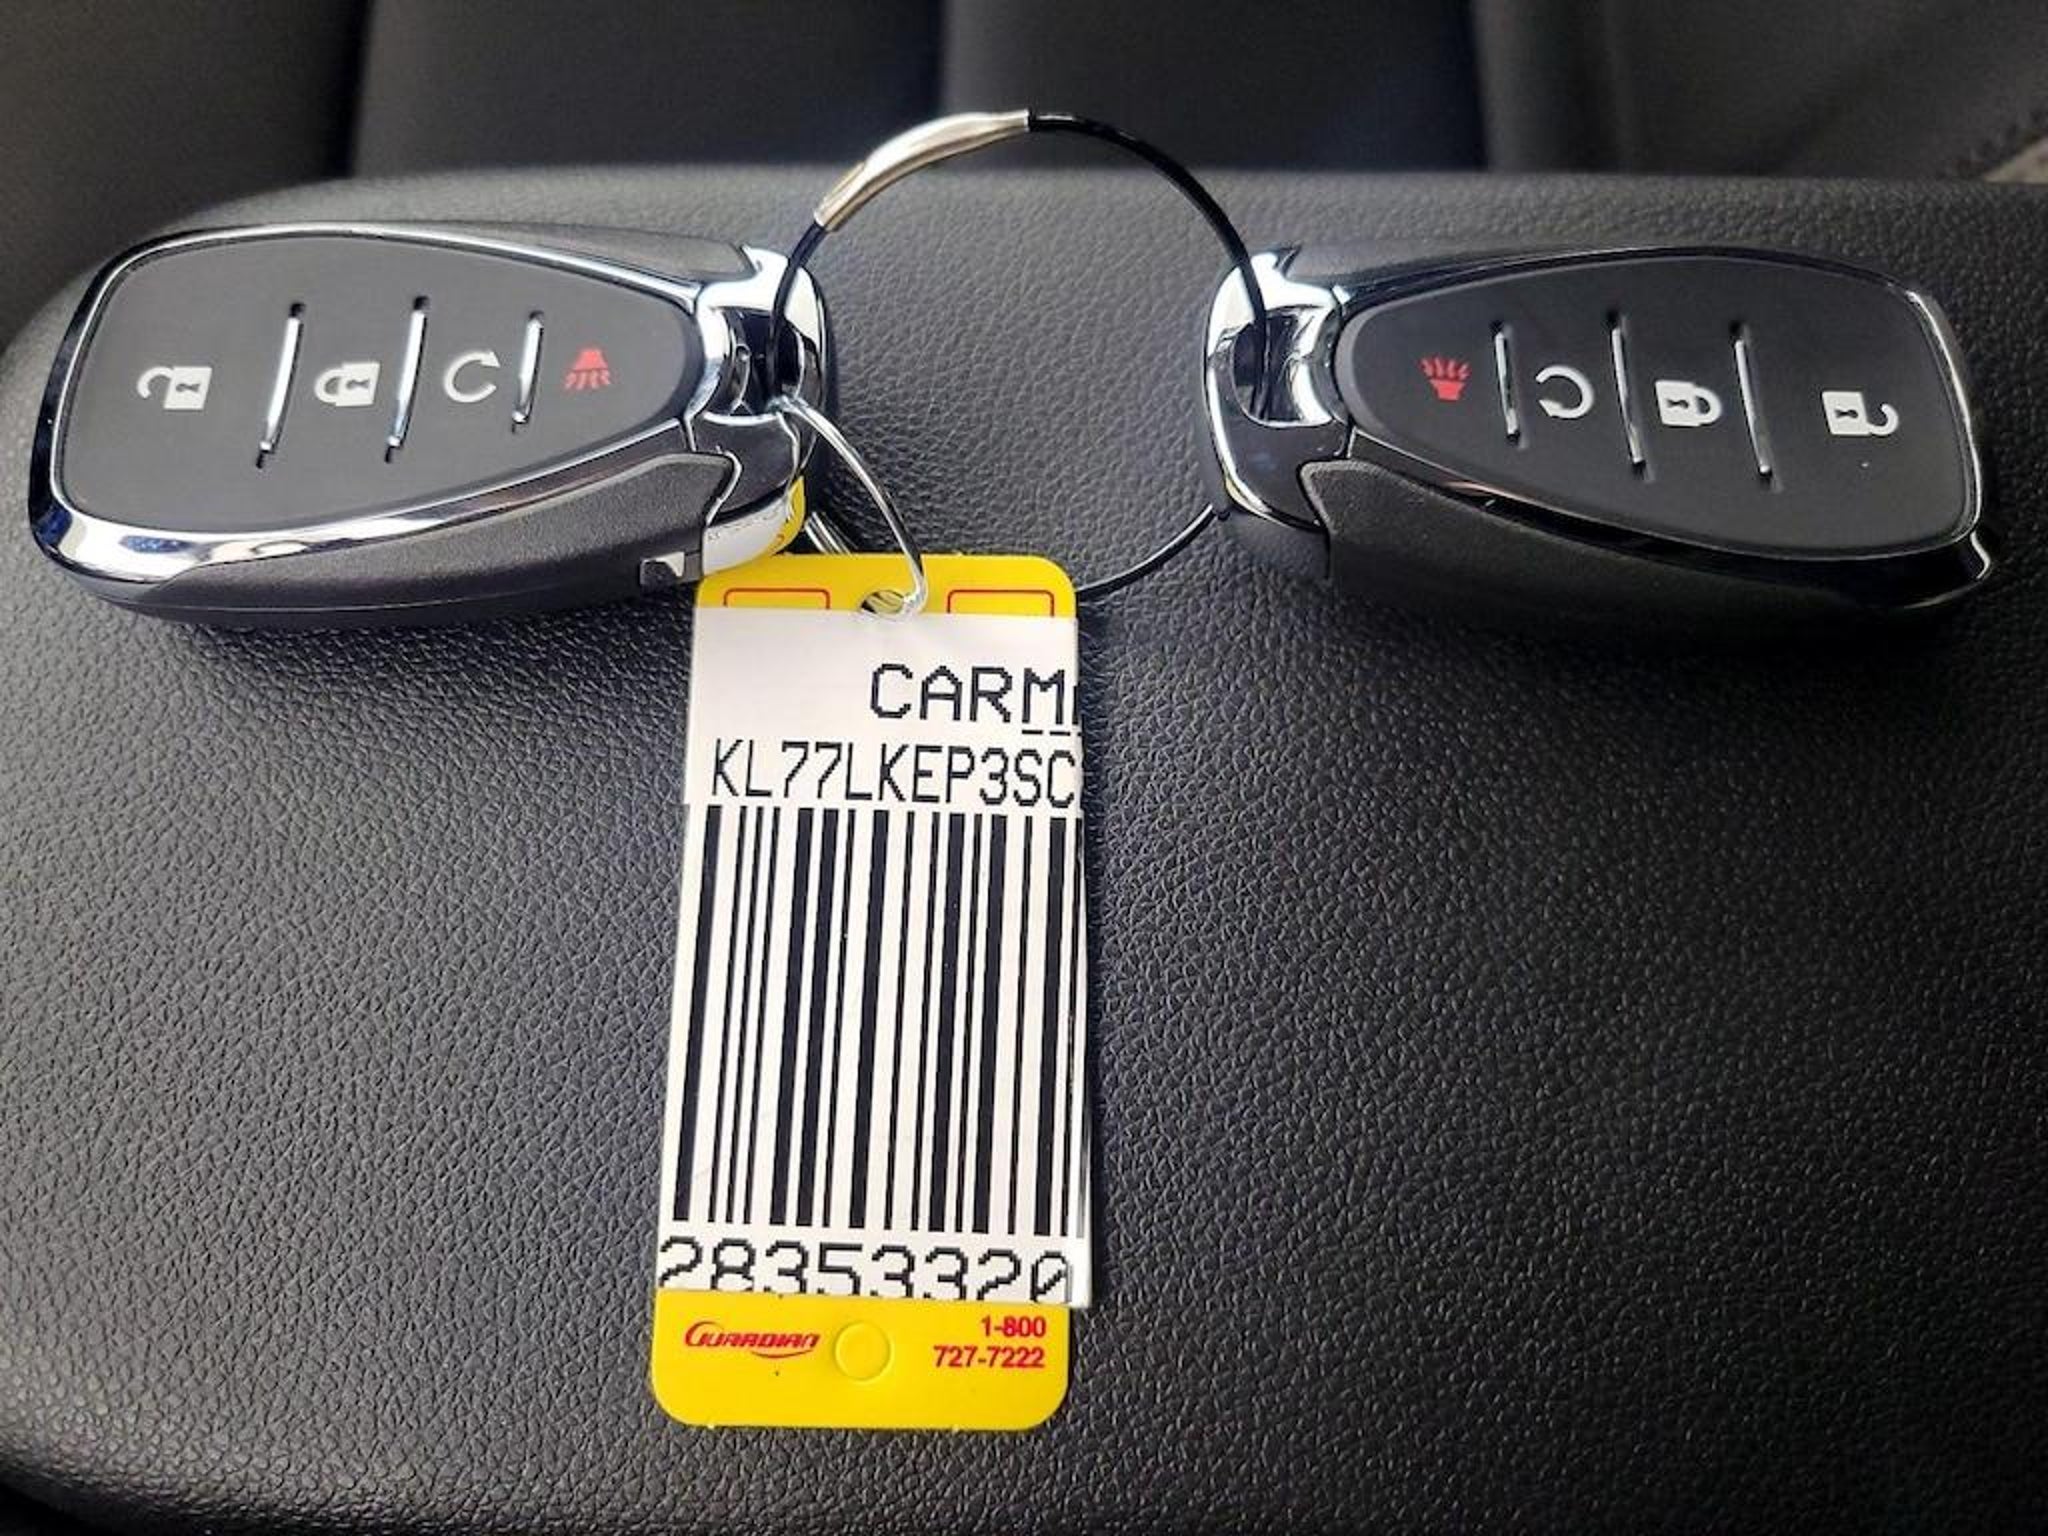 CARM
KL77LKEP3SC
28353320
GUARDIAN
1-800
727-7222